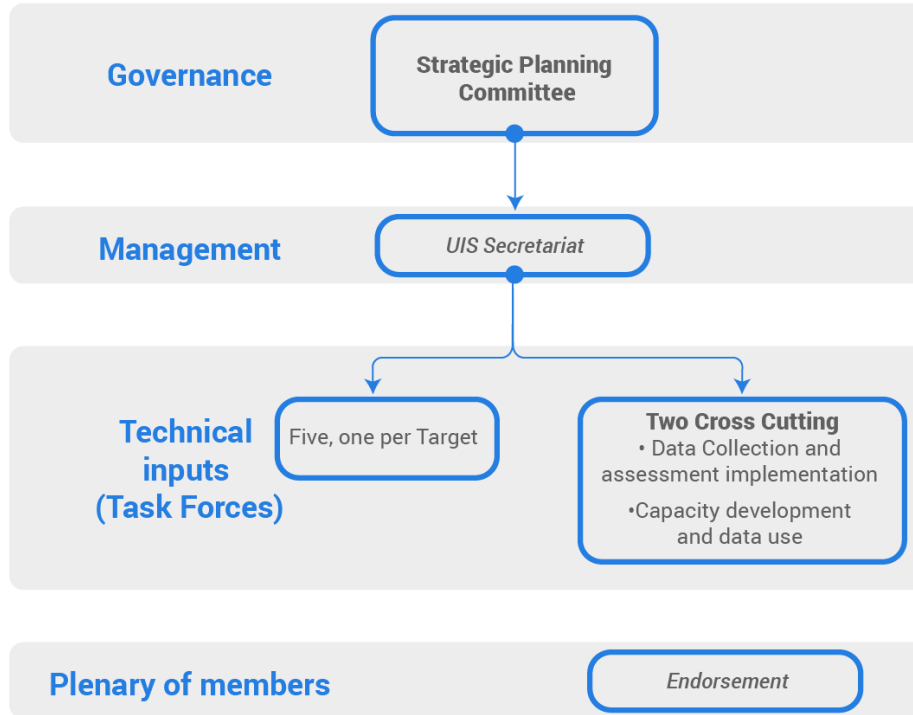 Governance
Strategic Planning
Committee
Management
UIS Secretariat
Technical
inputs
(Task Forces)
Five, one per Target
Two Cross Cutting
• Data Collection and
assessment implementation
•Capacity development
and data use
Plenary of members
Endorsement